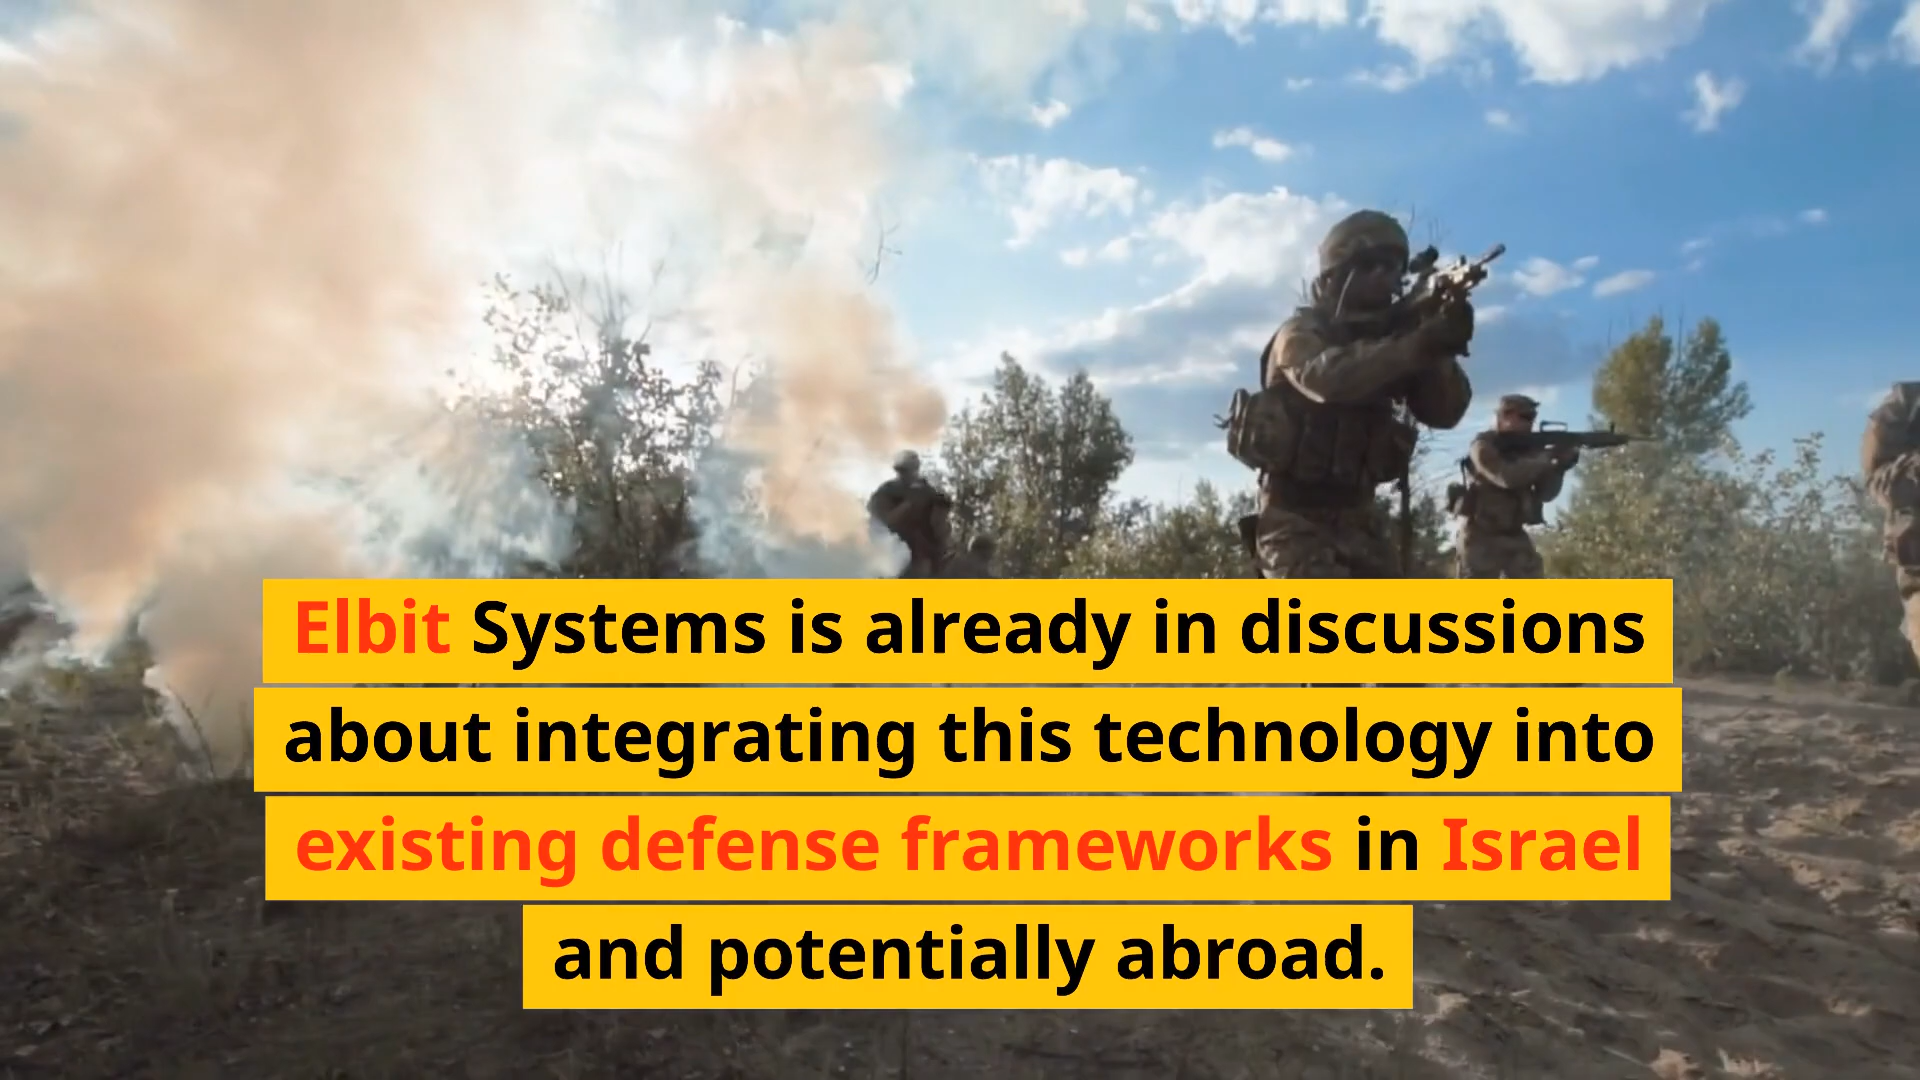 Elbit Systems is already in discussions
about integrating this technology into
existing defense frameworks in Israel
and potentially abroad.